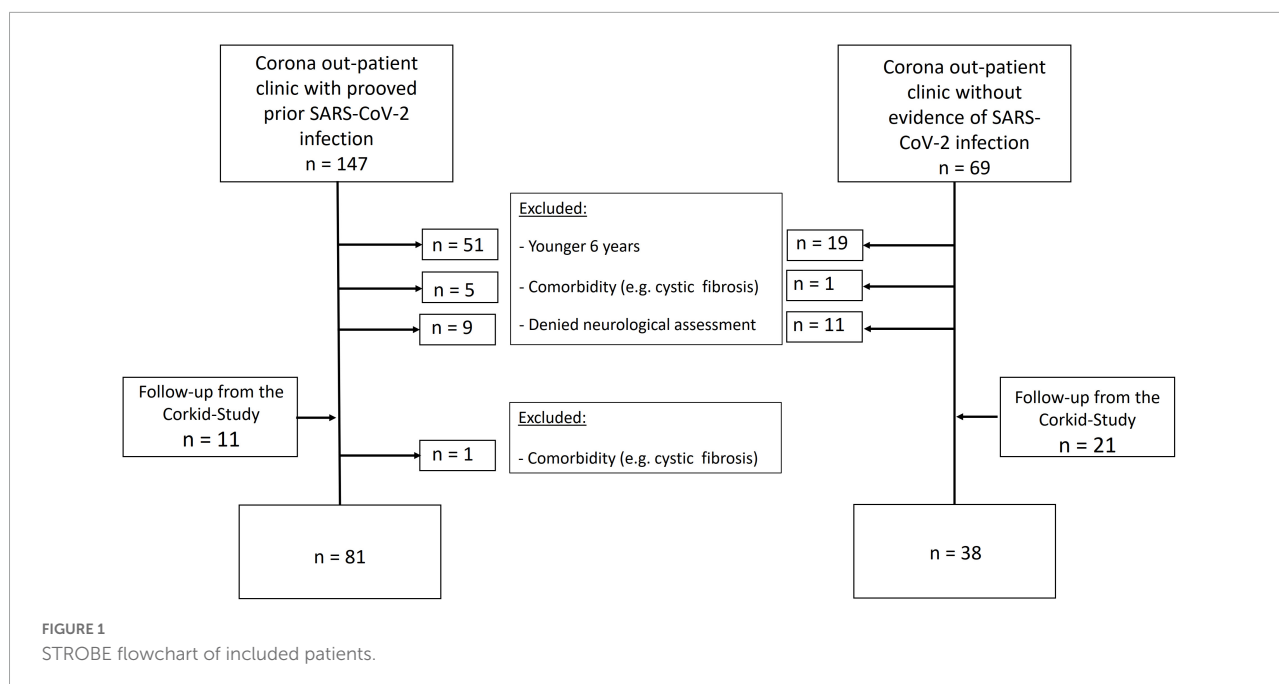 Corona out-patient
clinic with prooved
prior SARS-CoV-2
infection
n = 147
Corona out-patient
clinic without
evidence of SARS-
CoV-2 infection
n = 69
Excluded:
n = 51
- Younger 6 years
n = 19
n = 5
- Comorbidity (e.g. cystic fibrosis)
n = 1
n = 9
- Denied neurological assessment
n = 11
Follow-up from the
Corkid-Study
n = 11
Follow-up from the
Corkid-Study
n = 21
Excluded:
n = 1
- Comorbidity (e.g. cystic fibrosis)
n = 81
n = 38
FIGURE 1
STROBE flowchart of included patients.